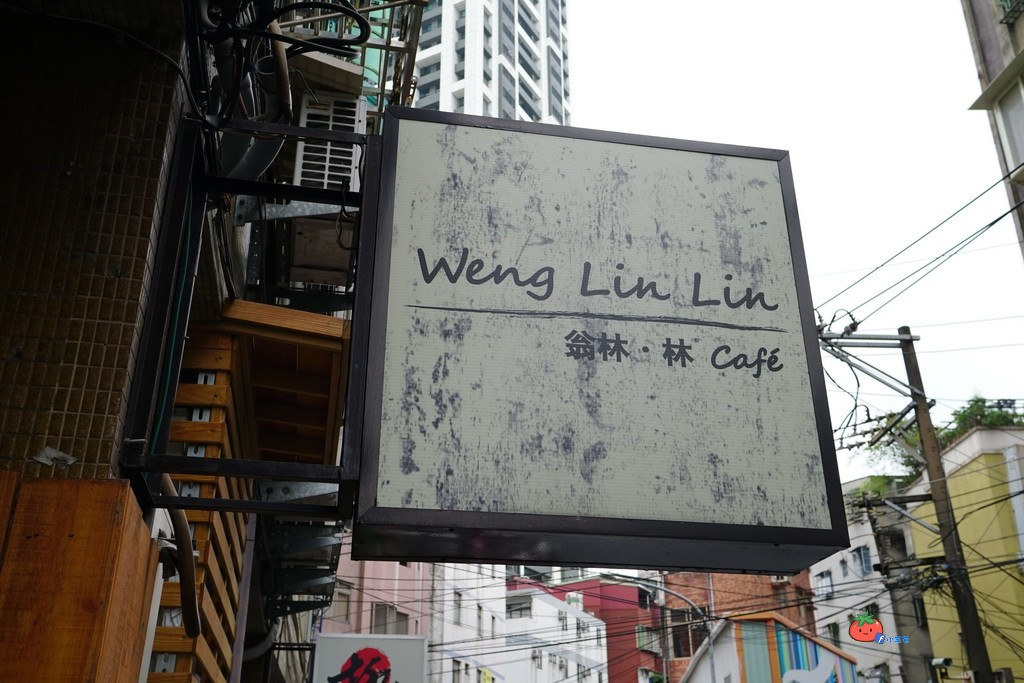 Weng Lin Lin
翁林·林 Café